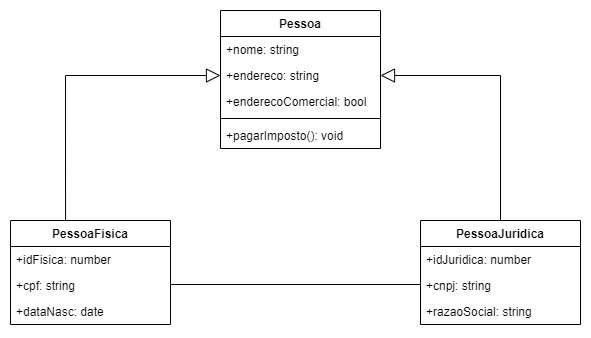 Pessoa
+nome: string
+endereco: string
+enderecoComercial: bool
+pagarImposto(): void
PessoaFisica
+idFisica: number
+cpf: string
+dataNasc: date
PessoaJuridica
+idJuridica: number
+cnpj: string
+razaoSocial: string